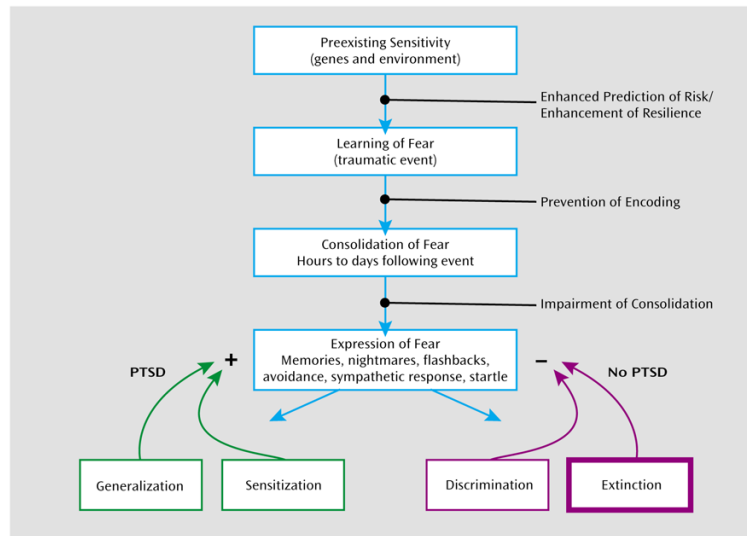 Preexisting Sensitivity
(genes and environment)
Enhanced Prediction of Risk/
Enhancement of Resilience
Learning of Fear
(traumatic event)
Prevention of Encoding
Consolidation of Fear
Hours to days following event
Impairment of Consolidation
Expression of Fear
Memories, nightmares, flashbacks,
avoidance, sympathetic response, startle
PTSD
+
–
No PTSD
Generalization
Sensitization
Discrimination
Extinction